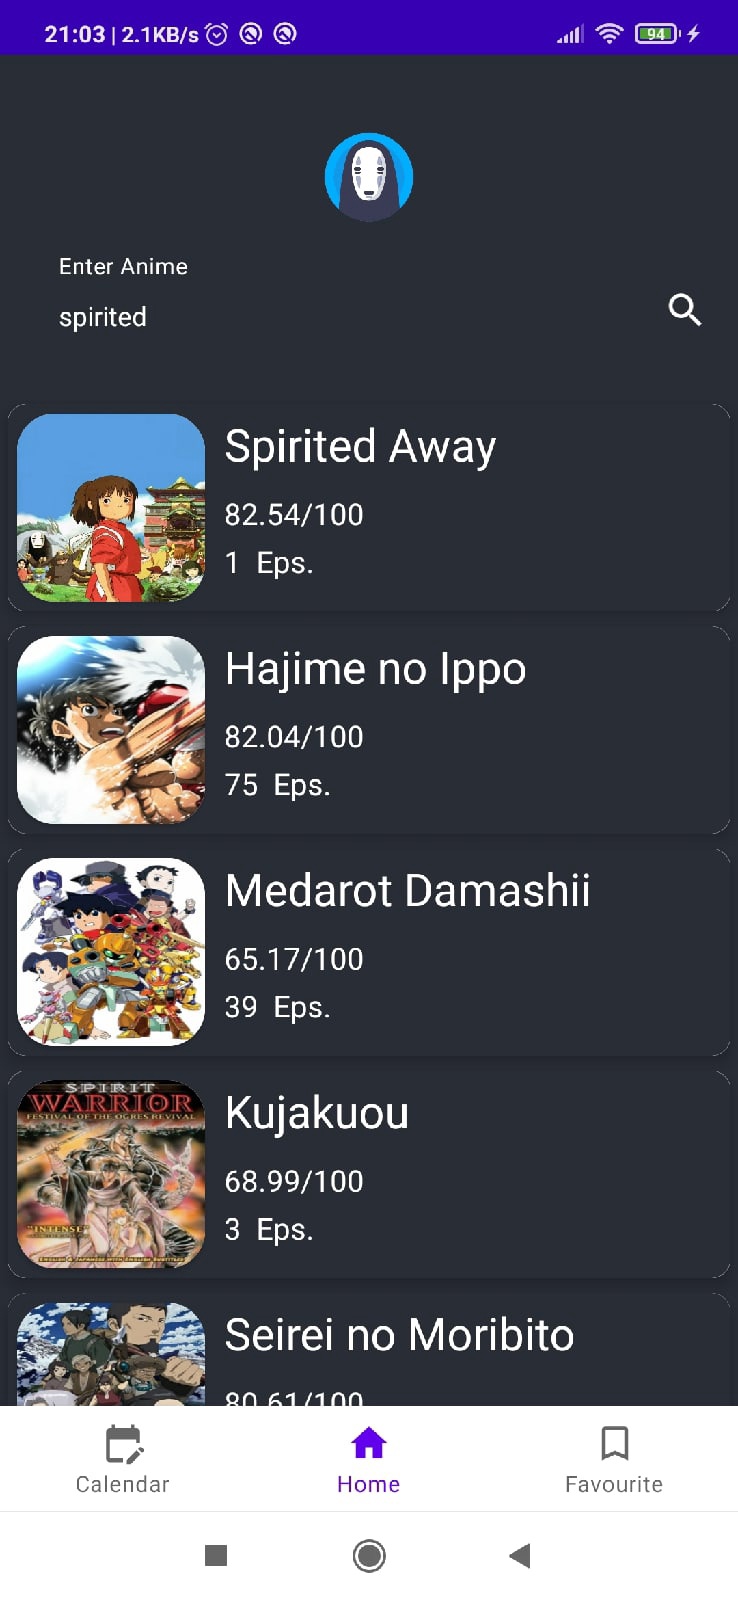 21:03 | 2.1KB/s
94
Enter Anime
spirited
Spirited Away
82.54/100
1 Eps.
Hajime no Ippo
82.04/100
75 Eps.
Medarot Damashii
65.17/100
39 Eps.
SPIRIT
WARRIOR
FESTIVAL OF THE OGRES REVIVAL
"INTENSE"
Kujakuou
68.99/100
3 Eps.
Seirei no Moribito
80.61/100
Calendar
Home
Favourite